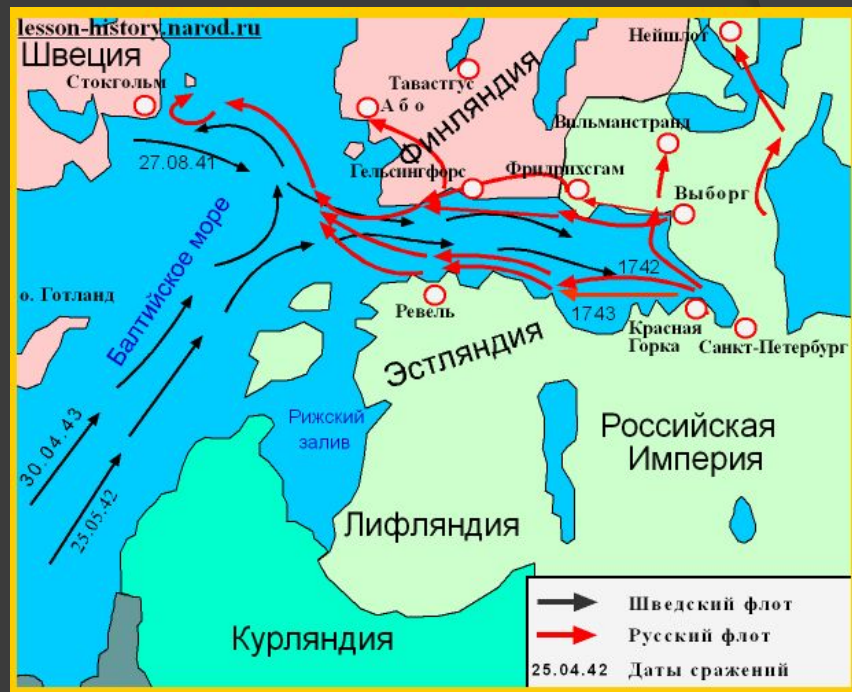 lesson-history.narod.ru
Швеция
Стокгольм
Нейшлот
Тавастгус
Або
Финляндия
Вильманстранд
27.08.41
Гельсингфорс
Фридрихсгам
Выборг
Балтийское море
1742
о. Готланд
Ревель
1743
Красная
Горка
Санкт-Петербург
Эстляндия
30.04.43
Рижский
залив
Российская
Империя
25.05.42
Лифляндия
Курляндия
Шведский флот
Русский флот
25.04.42 Даты сражений